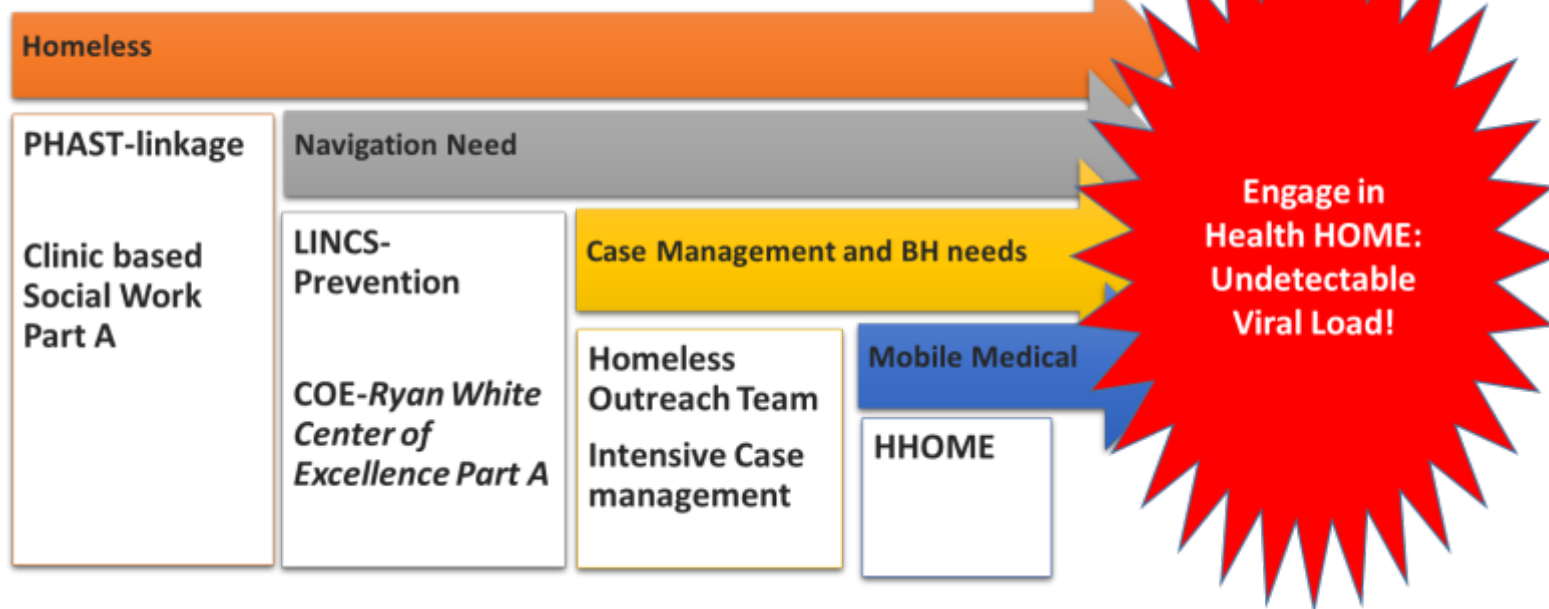 Homeless
PHAST-linkage
Clinic based
Social Work
Part A
Navigation Need
LINCS-
Prevention
COE-Ryan White
Center of
Excellence Part A
Case Management and BH needs
Homeless
Outreach Team
Intensive Case
management
Mobile Medical
HHOME
Engage in
Health HOME:
Undetectable
Viral Load!